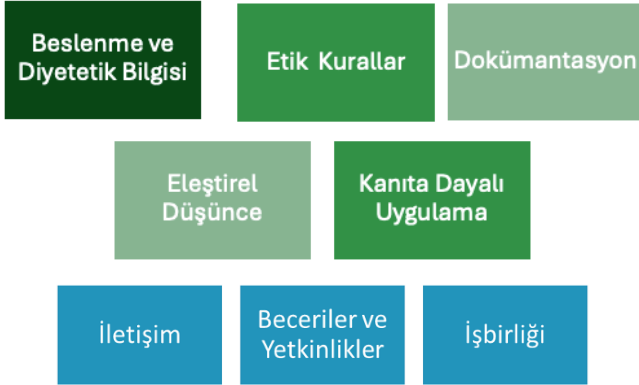 Beslenme ve
Diyetetik Bilgisi
Etik Kurallar
Dokümantasyon
Eleştirel
Düşünce
Kanıta Dayalı
Uygulama
İletişim
Beceriler ve
Yetkinlikler
İşbirliği